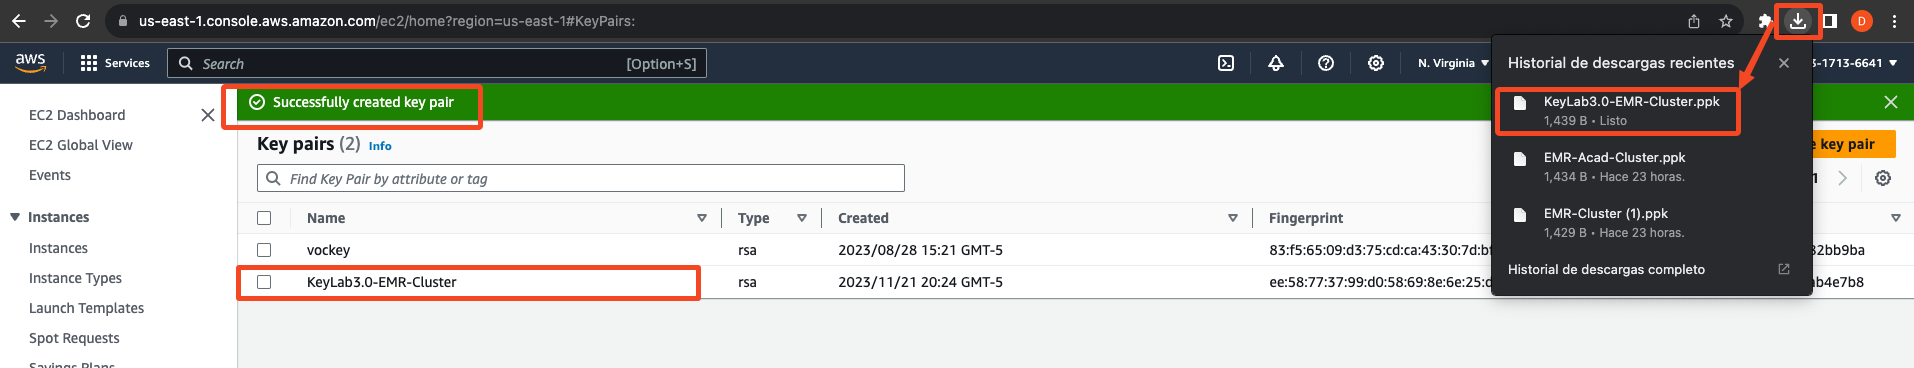 us-east-1.console.aws.amazon.com/ec2/home?region=us-east-1#KeyPairs:
D
aws
Services
Search
[Option+S]
N. Virginia
3-1713-6641
Historial de descargas recientes
KeyLab3.0-EMR-Cluster.ppk
1,439 B • Listo
EMR-Acad-Cluster.ppk
1,434 B • Hace 23 horas.
EMR-Cluster (1).ppk
1,429 B • Hace 23 horas.
Historial de descargas completo
EC2 Dashboard
EC2 Global View
Events
Instances
Instances
Instance Types
Launch Templates
Spot Requests
Savings Plans
Successfully created key pair
Key pairs (2) Info
key pair
Find Key Pair by attribute or tag
1
Name Type Created Fingerprint
vockey rsa 2023/08/28 15:21 GMT-5 83:f5:65:09:d3:75:cd:ca:43:30:7d:bf 32bb9ba
KeyLab3.0-EMR-Cluster rsa 2023/11/21 20:24 GMT-5 ee:58:77:37:99:d0:58:69:8e:6e:25:d ab4e7b8